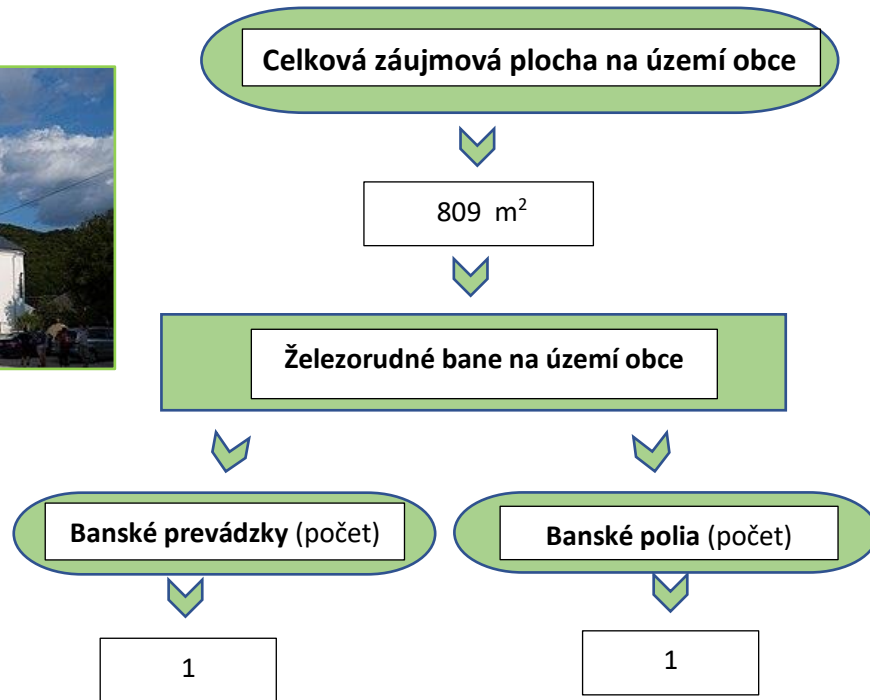 Celková záujmová plocha na území obce
809 m²
Železorudné bane na území obce
Banské prevádzky (počet)
Banské polia (počet)
1
1